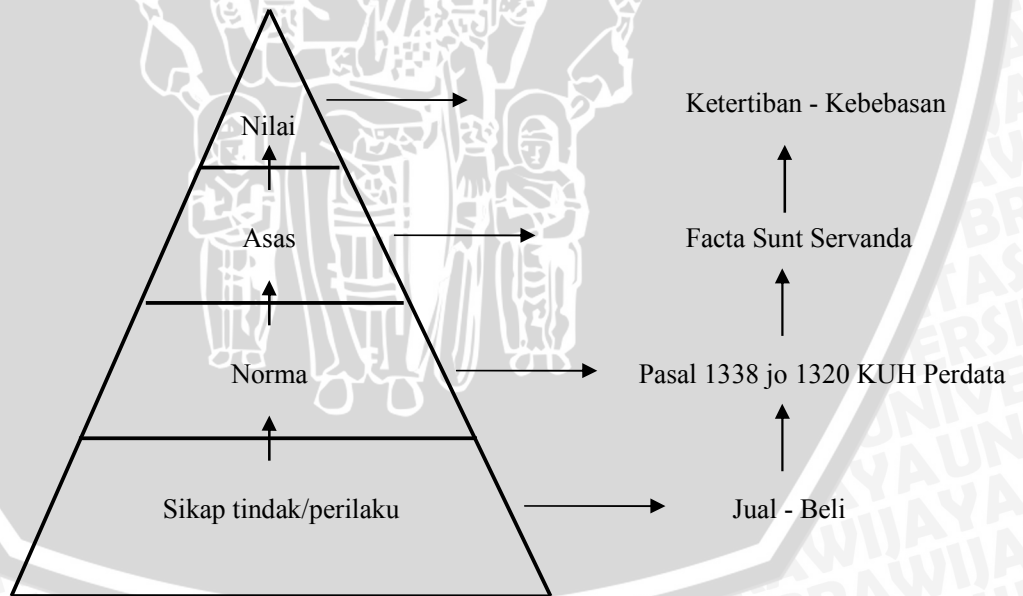 Nilai
Ketertiban - Kebebasan
Asas
Facta Sunt Servanda
Norma
Pasal 1338 jo 1320 KUH Perdata
Sikap tindak/perilaku
Jual - Beli